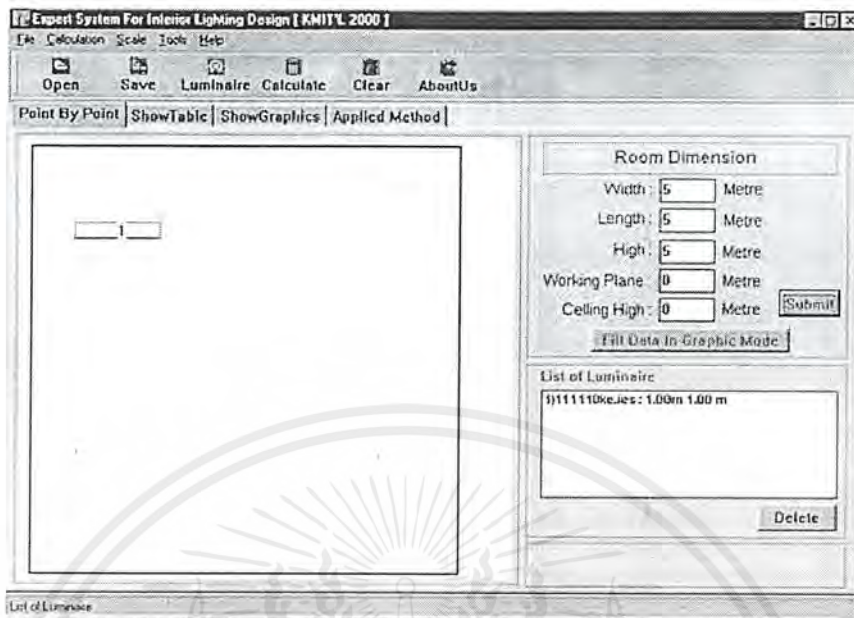 Expert System For Interior Lighting Design [ KMIT'L 2000 ]
File Calculation Scale Tools Help
Open Save Luminaire Calculate Clear AboutUs
Point By Point ShowTable ShowGraphics Applied Method
1
Room Dimension
Width : 5 Metre
Length : 5 Metre
High : 5 Metre
Working Plane : 0 Metre
Celling High : 0 Metre
Submit
Fill Data In Graphic Mode
List of Luminaire
1)111110ke.ies : 1.00m 1.00 m
Delete
List of Luminaire